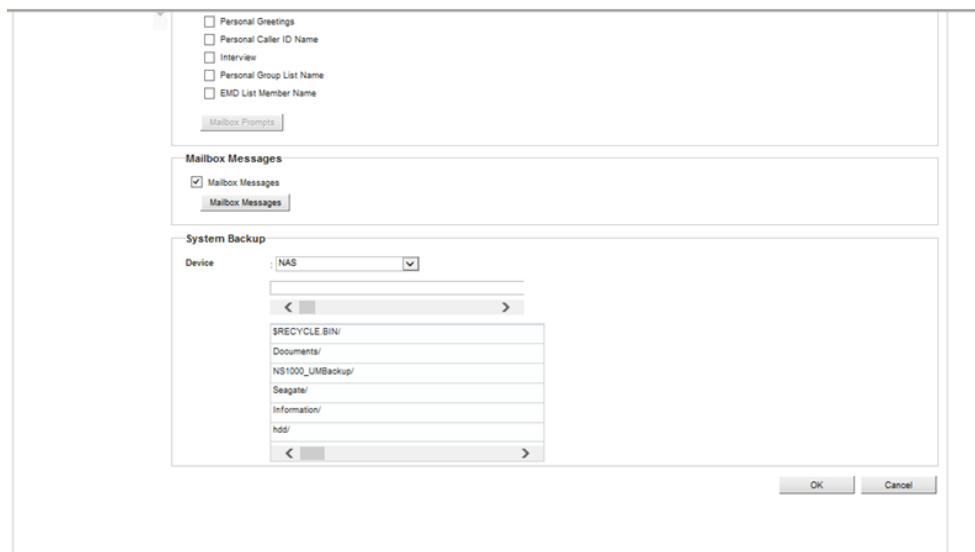 Personal Greetings
Personal Caller ID Name
Interview
Personal Group List Name
EMD List Member Name
Mailbox Prompts
Mailbox Messages
Mailbox Messages
Mailbox Messages
System Backup
Device : NAS
$RECYCLE.BIN/
Documents/
NS1000_UMBackup/
Seagate/
Information/
hdd/
OK Cancel